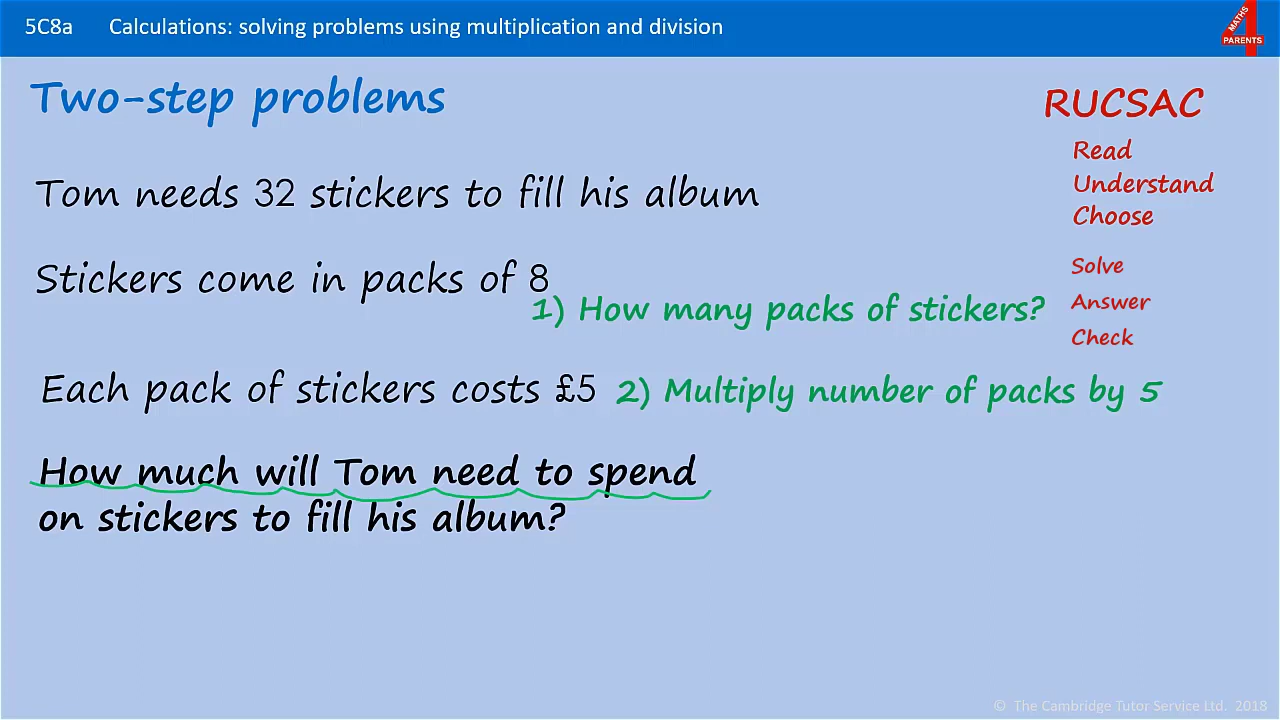 5C8a Calculations: solving problems using multiplication and division
MATHS
4
PARENTS
Two-step problems
RUCSAC
Read
Understand
Choose
Solve
Answer
Check
Tom needs 32 stickers to fill his album
Stickers come in packs of 8
1) How many packs of stickers?
Each pack of stickers costs £5 2) Multiply number of packs by 5
How much will Tom need to spend
on stickers to fill his album?
© The Cambridge Tutor Service Ltd. 2018